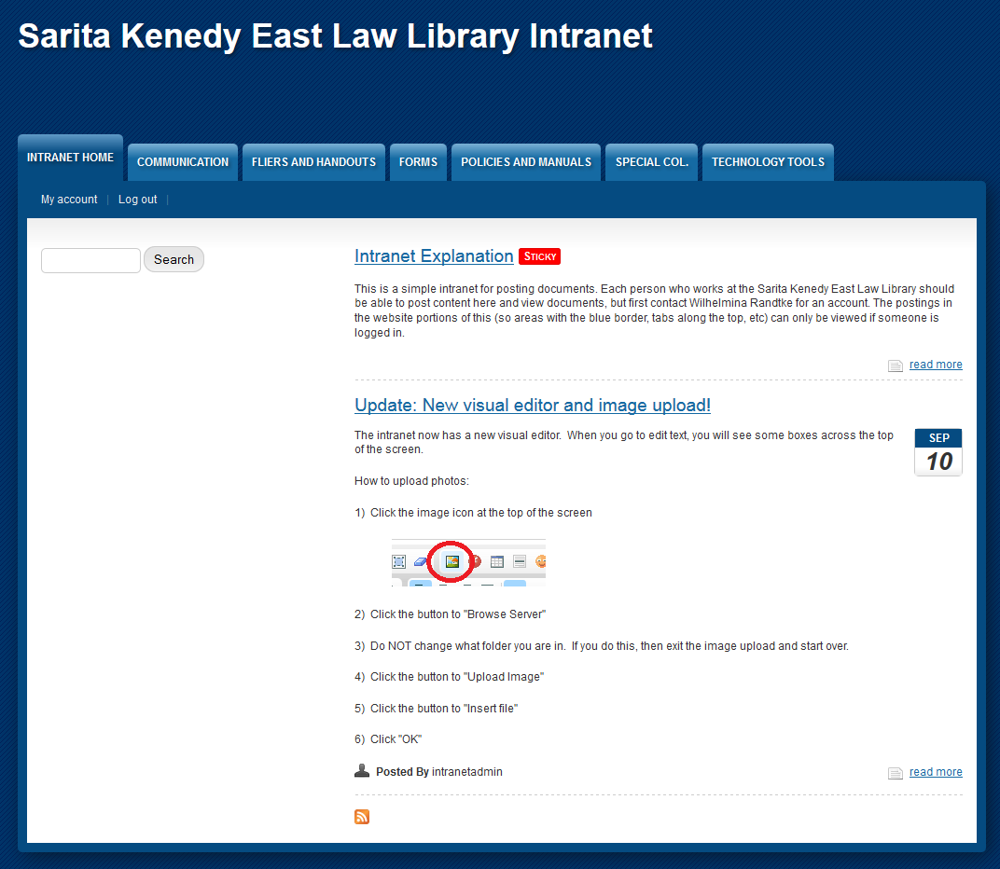 Sarita Kenedy East Law Library Intranet
INTRANET HOME
COMMUNICATION
FLIERS AND HANDOUTS
FORMS
POLICIES AND MANUALS
SPECIAL COL.
TECHNOLOGY TOOLS
My account | Log out |
Search
Intranet Explanation STICKY
This is a simple intranet for posting documents. Each person who works at the Sarita Kenedy East Law Library should
be able to post content here and view documents, but first contact Wilhelmina Randtke for an account. The postings in
the website portions of this (so areas with the blue border, tabs along the top, etc) can only be viewed if someone is
logged in.
read more
Update: New visual editor and image upload!
The intranet now has a new visual editor.  When you go to edit text, you will see some boxes across the top
of the screen.
SEP
10
How to upload photos:
1)  Click the image icon at the top of the screen
2)  Click the button to "Browse Server"
3)  Do NOT change what folder you are in.  If you do this, then exit the image upload and start over.
4)  Click the button to "Upload Image"
5)  Click the button to "Insert file"
6)  Click "OK"
Posted By intranetadmin
read more